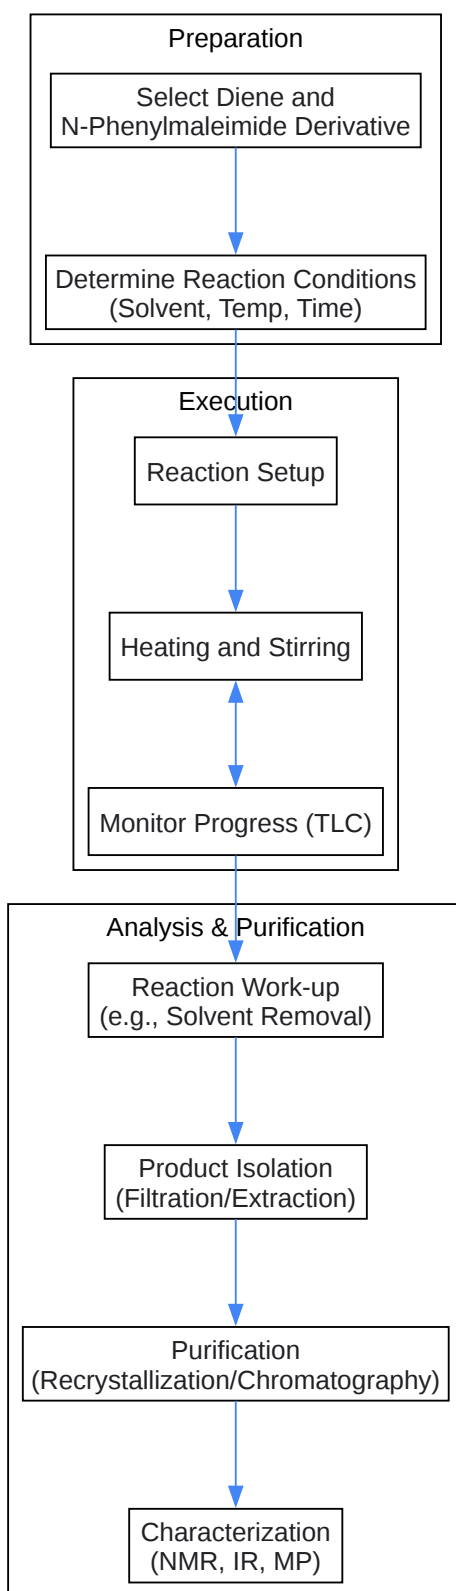 Preparation
Select Diene and
N-Phenylmaleimide Derivative
Determine Reaction Conditions
(Solvent, Temp, Time)
Execution
Reaction Setup
Heating and Stirring
Monitor Progress (TLC)
Analysis & Purification
Reaction Work-up
(e.g., Solvent Removal)
Product Isolation
(Filtration/Extraction)
Purification
(Recrystallization/Chromatography)
Characterization
(NMR, IR, MP)